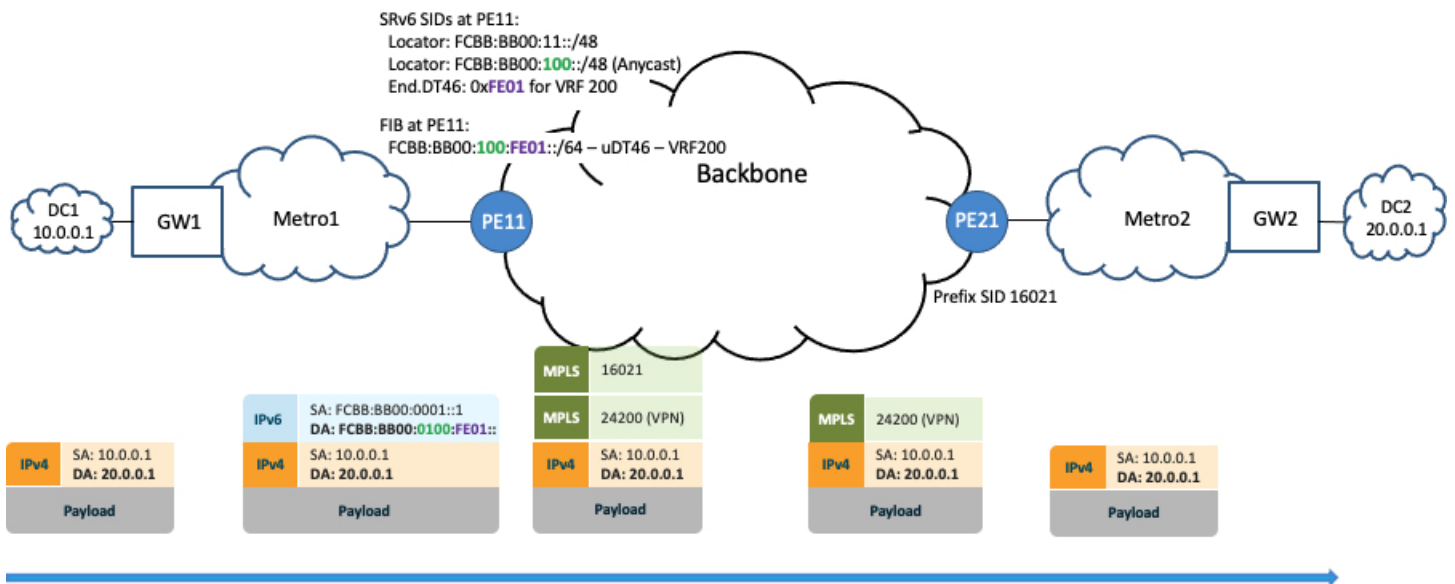 SRv6 SIDs at PE11:
Locator: FCBB:BB00:11::/48
Locator: FCBB:BB00:100::/48 (Anycast)
End.DT46: 0xFE01 for VRF 200
FIB at PE11:
FCBB:BB00:100:FE01::/64 – uDT46 – VRF200
Backbone
DC1
10.0.0.1
GW1
Metro1
PE11
PE21
Metro2
GW2
DC2
20.0.0.1
Prefix SID 16021
IPv4
SA: 10.0.0.1
DA: 20.0.0.1
Payload
IPv6
SA: FCBB:BB00:0001::1
DA: FCBB:BB00:0100:FE01::
IPv4
SA: 10.0.0.1
DA: 20.0.0.1
Payload
MPLS
16021
MPLS
24200 (VPN)
IPv4
SA: 10.0.0.1
DA: 20.0.0.1
Payload
MPLS
24200 (VPN)
IPv4
SA: 10.0.0.1
DA: 20.0.0.1
Payload
IPv4
SA: 10.0.0.1
DA: 20.0.0.1
Payload